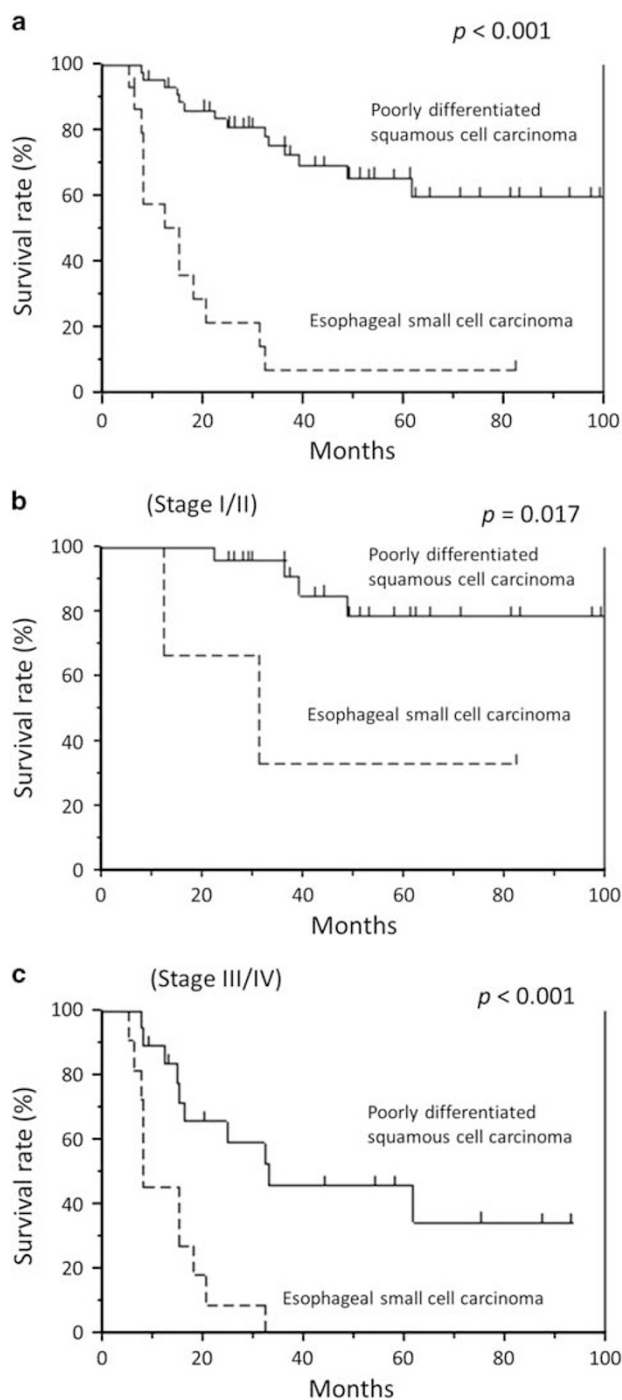 a
p < 0.001
100
80
60
40
20
0
Survival rate (%)
Poorly differentiated
squamous cell carcinoma
Esophageal small cell carcinoma
0 20 40 60 80 100
Months
b
(Stage I/II)
p = 0.017
100
80
60
40
20
0
Survival rate (%)
Poorly differentiated
squamous cell carcinoma
Esophageal small cell carcinoma
0 20 40 60 80 100
Months
c
(Stage III/IV)
p < 0.001
100
80
60
40
20
0
Survival rate (%)
Poorly differentiated
squamous cell carcinoma
Esophageal small cell carcinoma
0 20 40 60 80 100
Months